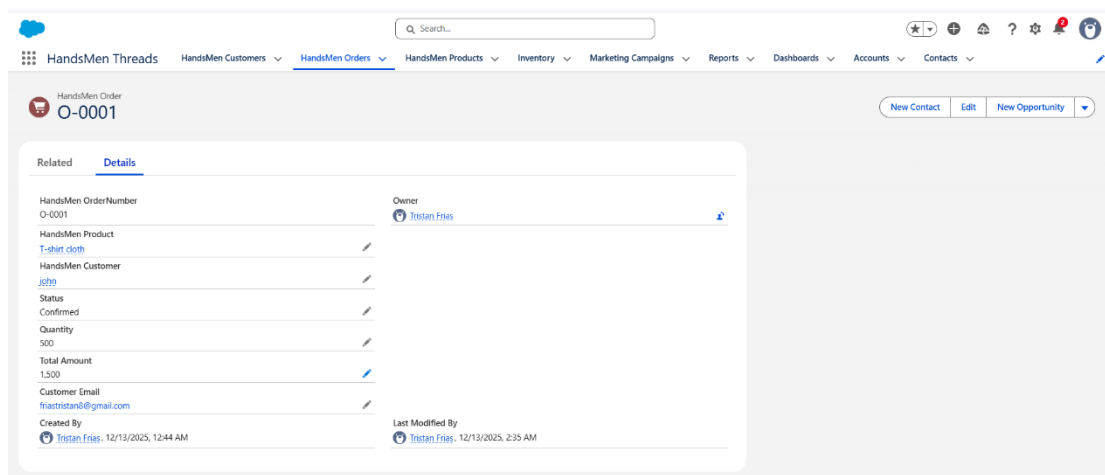 Search...
2
HandsMen Threads HandsMen Customers HandsMen Orders HandsMen Products Inventory Marketing Campaigns Reports Dashboards Accounts Contacts
HandsMen Order
O-0001
New Contact Edit New Opportunity
Related Details
HandsMen OrderNumber
O-0001
Owner
Tristan Frias
HandsMen Product
T-shirt cloth
HandsMen Customer
john
Status
Confirmed
Quantity
500
Total Amount
1,500
Customer Email
friastristan8@gmail.com
Created By
Tristan Frias, 12/13/2025, 12:44 AM
Last Modified By
Tristan Frias, 12/13/2025, 2:35 AM